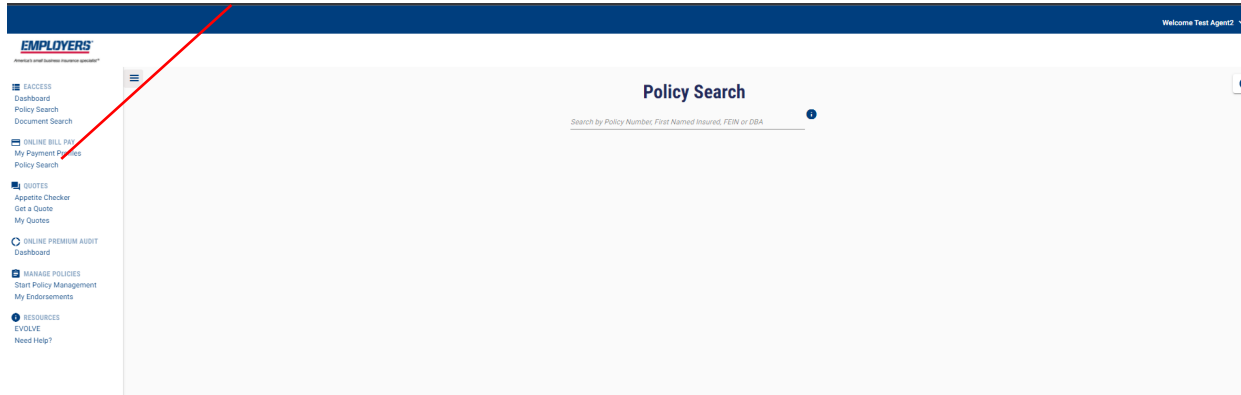 Welcome Test Agent2
EMPLOYERS®
America's small business insurance specialist®
EACCESS
Dashboard
Policy Search
Document Search
ONLINE BILL PAY
My Payment Profiles
Policy Search
QUOTES
Appetite Checker
Get a Quote
My Quotes
ONLINE PREMIUM AUDIT
Dashboard
MANAGE POLICIES
Start Policy Management
My Endorsements
RESOURCES
EVOLVE
Need Help?
Policy Search
Search by Policy Number, First Named Insured, FEIN or DBA